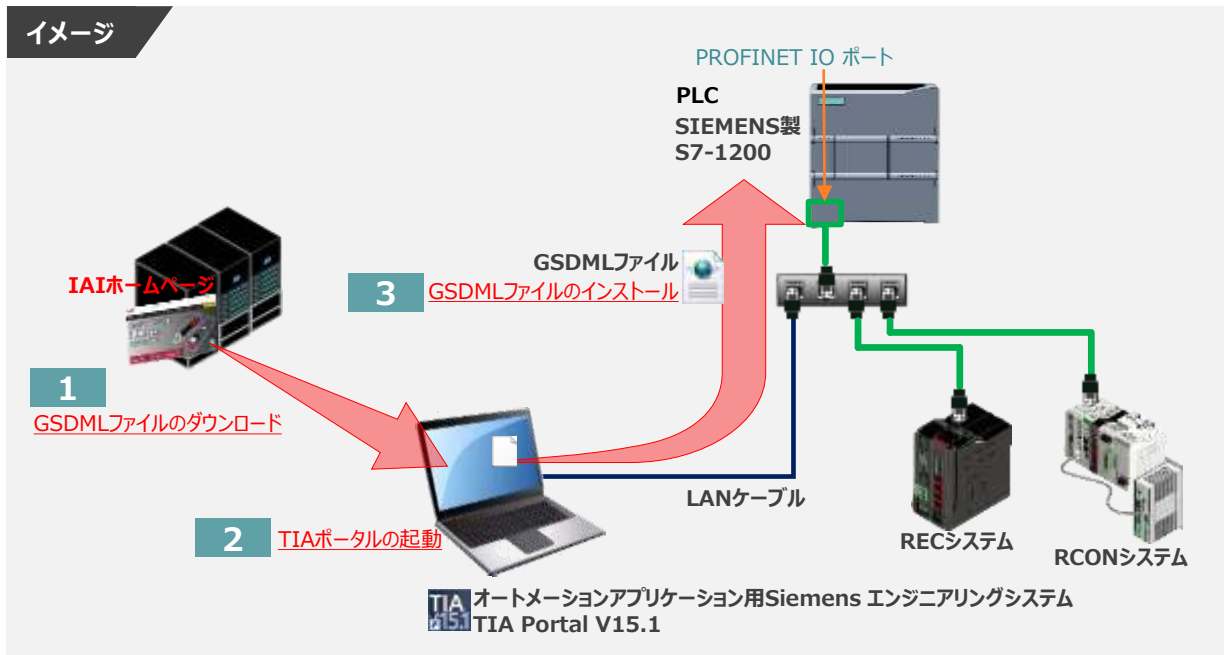 イメージ
PROFINET IO ポート
PLC
SIEMENS製
S7-1200
IAIホームページ
GSDMLファイル
3
GSDMLファイルのインストール
1
GSDMLファイルのダウンロード
LANケーブル
2
TIAポータルの起動
RECシステム
RCONシステム
TIA
V15.1
オートメーションアプリケーション用Siemens エンジニアリングシステム
TIA Portal V15.1